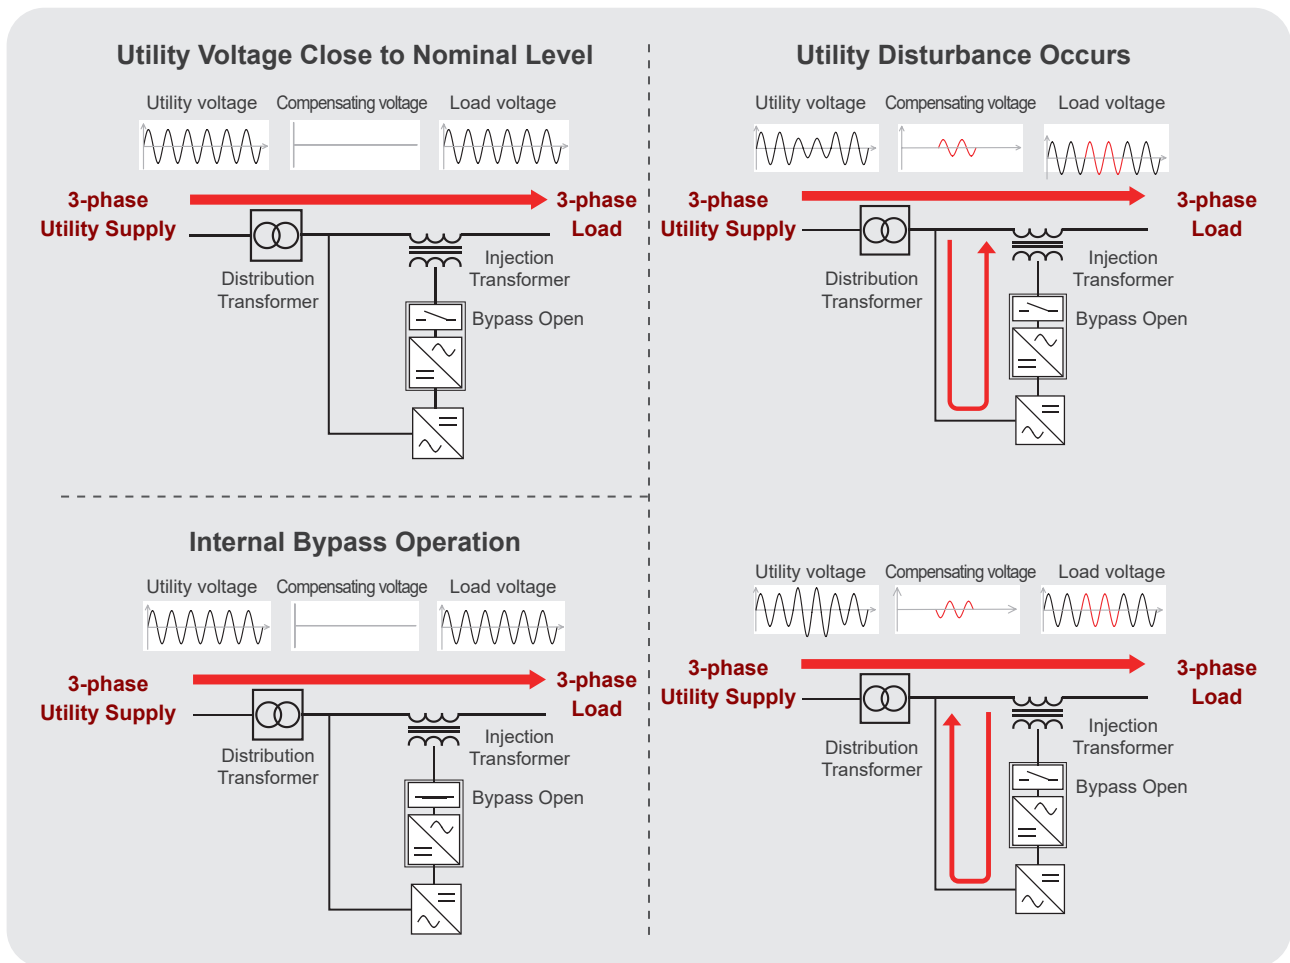 Utility Voltage Close to Nominal Level
Utility voltage
Compensating voltage
Load voltage
3-phase
Utility Supply
3-phase
Load
Distribution
Transformer
Injection
Transformer
Bypass Open
Utility Disturbance Occurs
Utility voltage
Compensating voltage
Load voltage
3-phase
Utility Supply
3-phase
Load
Distribution
Transformer
Injection
Transformer
Bypass Open
Internal Bypass Operation
Utility voltage
Compensating voltage
Load voltage
3-phase
Utility Supply
3-phase
Load
Distribution
Transformer
Injection
Transformer
Bypass Open
Utility voltage
Compensating voltage
Load voltage
3-phase
Utility Supply
3-phase
Load
Distribution
Transformer
Injection
Transformer
Bypass Open